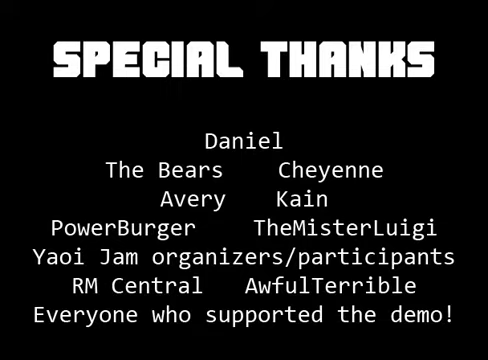 SPECIAL THANKS
Daniel
The Bears Cheyenne
Avery Kain
PowerBurger TheMisterLuigi
Yaoi Jam organizers/participants
RM Central AwfulTerrible
Everyone who supported the demo!